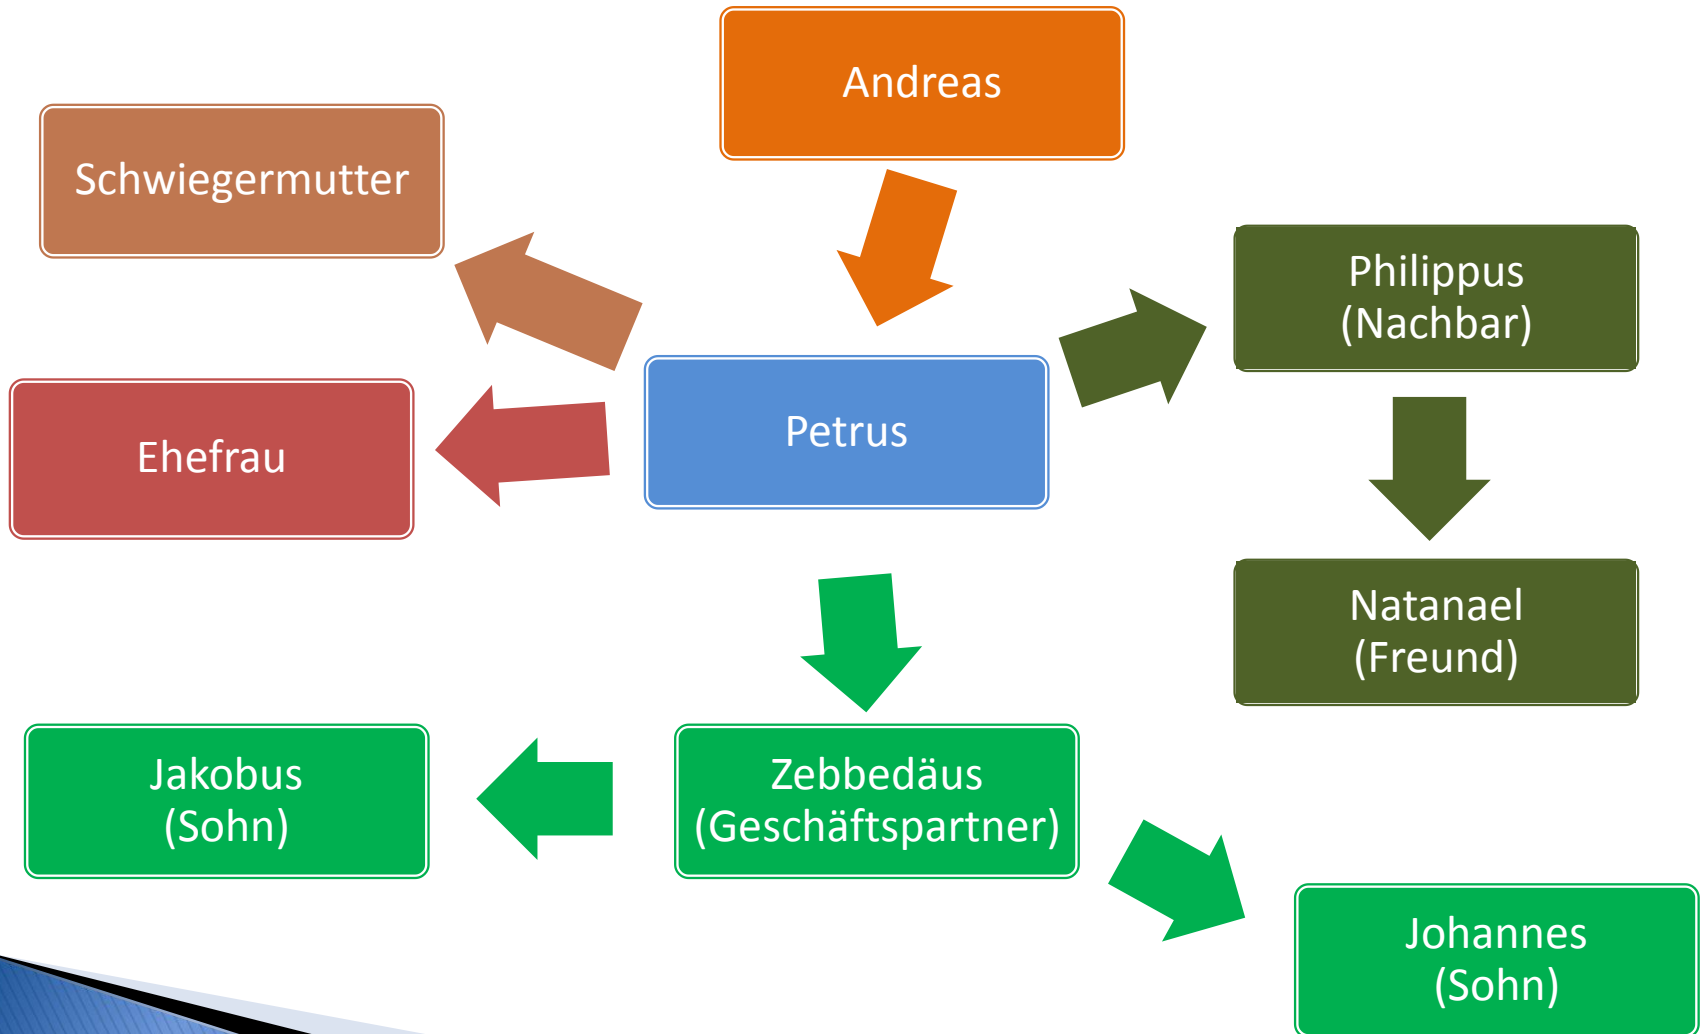 Andreas
Schwiegermutter
Philippus
(Nachbar)
Petrus
Ehefrau
Natanael
(Freund)
Jakobus
(Sohn)
Zebbedäus
(Geschäftspartner)
Johannes
(Sohn)